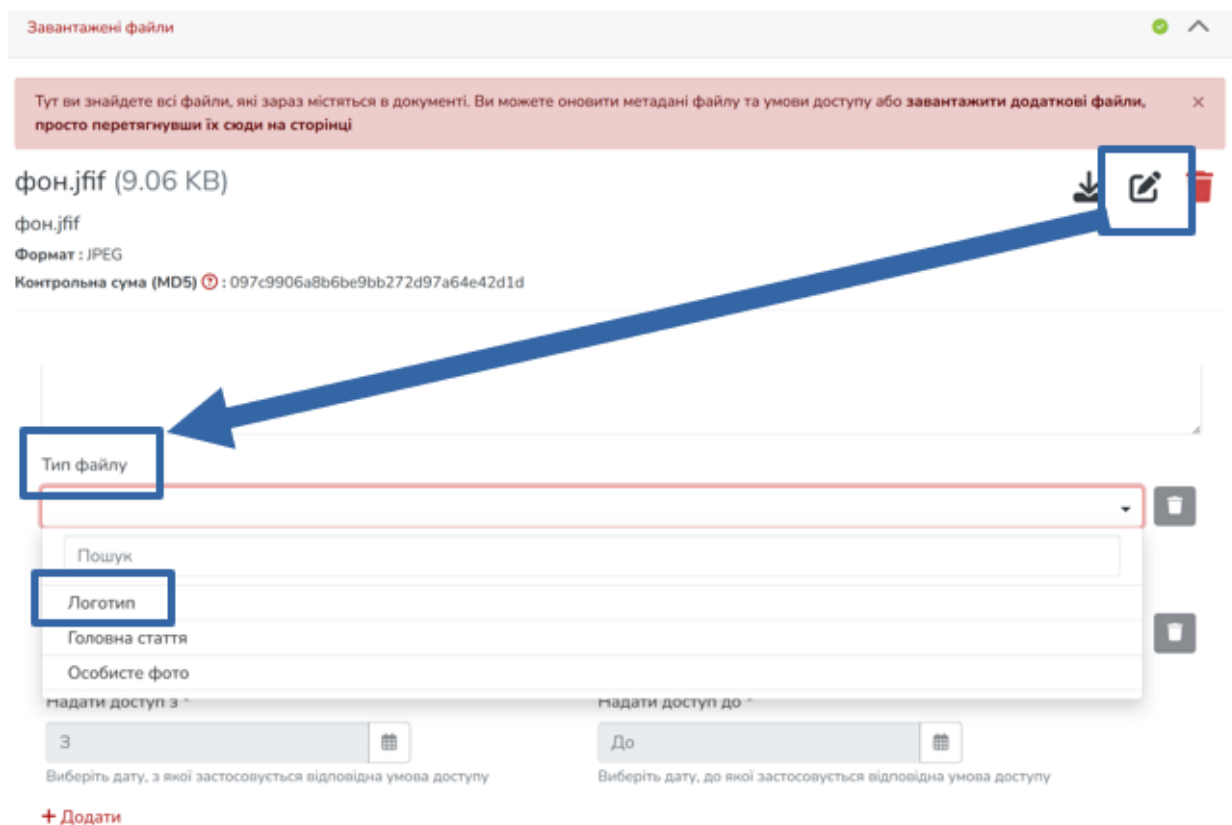 Завантажені файли
Тут ви знайдете всі файли, які зараз містяться в документі. Ви можете оновити метадані файлу та умови доступу або завантажити додаткові файли,
просто перетягнувши їх сюди на сторінці
фон.jfif (9.06 KB)
фон.jfif
Формат : JPEG
Контрольна сума (MD5) : 097c9906a8b6be9bb272d97a64e42d1d
Тип файлу
Пошук
Логотип
Головна стаття
Особисте фото
Надати доступ з *
Надати доступ до *
З
До
Виберіть дату, з якої застосовується відповідна умова доступу
Виберіть дату, до якої застосовується відповідна умова доступу
+ Додати